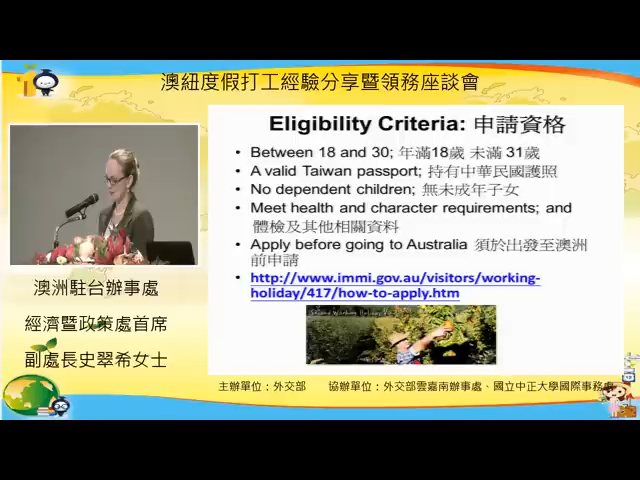 澳紐度假打工經驗分享暨領務座談會
Eligibility Criteria: 申請資格
• Between 18 and 30; 年滿18歲 未滿 31歲
• A valid Taiwan passport; 持有中華民國護照
• No dependent children; 無未成年子女
• Meet health and character requirements; and
體檢及其他相關資料
• Apply before going to Australia 須於出發至澳洲
前申請
• http://www.immi.gov.au/visitors/working-
holiday/417/how-to-apply.htm
澳洲駐台辦事處
經濟暨政策處首席
副處長史翠希女士
主辦單位：外交部 協辦單位：外交部雲嘉南辦事處、國立中正大學國際事務處